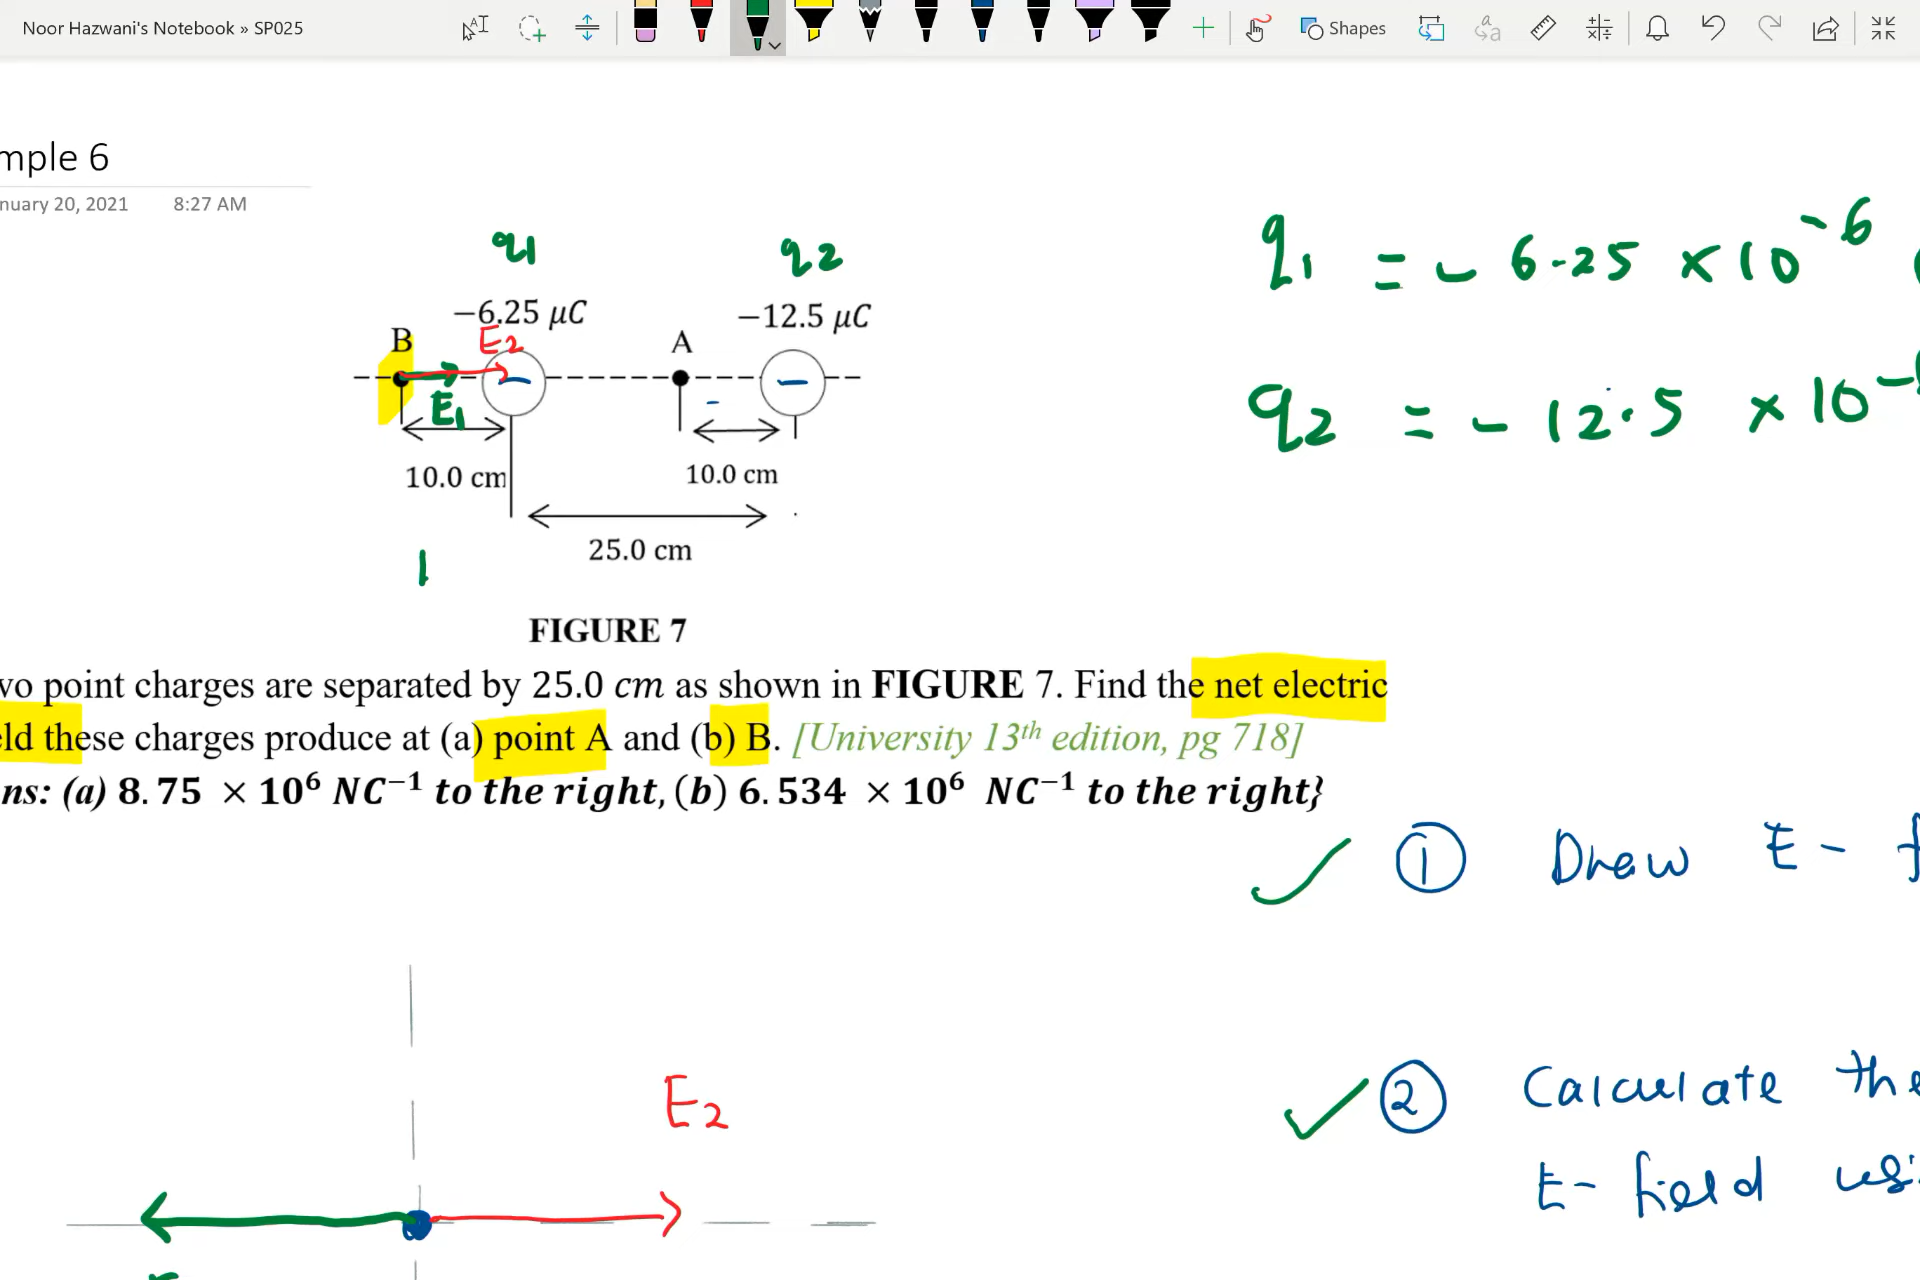 Noor Hazwani's Notebook » SP025
Shapes
mple 6
nuary 20, 2021 8:27 AM
q1
q2
q1 = - 6.25 × 10^-6
−6.25 μC
−12.5 μC
B
E2
A
E1
q2 = - 12.5 × 10
10.0 cm
10.0 cm
25.0 cm
1
FIGURE 7
wo point charges are separated by 25.0 cm as shown in FIGURE 7. Find the net electric
eld these charges produce at (a) point A and (b) B. [University 13th edition, pg 718]
ns: (a) 8.75 × 10⁶ NC⁻¹ to the right, (b) 6.534 × 10⁶ NC⁻¹ to the right}
① Draw E - f
E2
② Calculate the
E- field usi